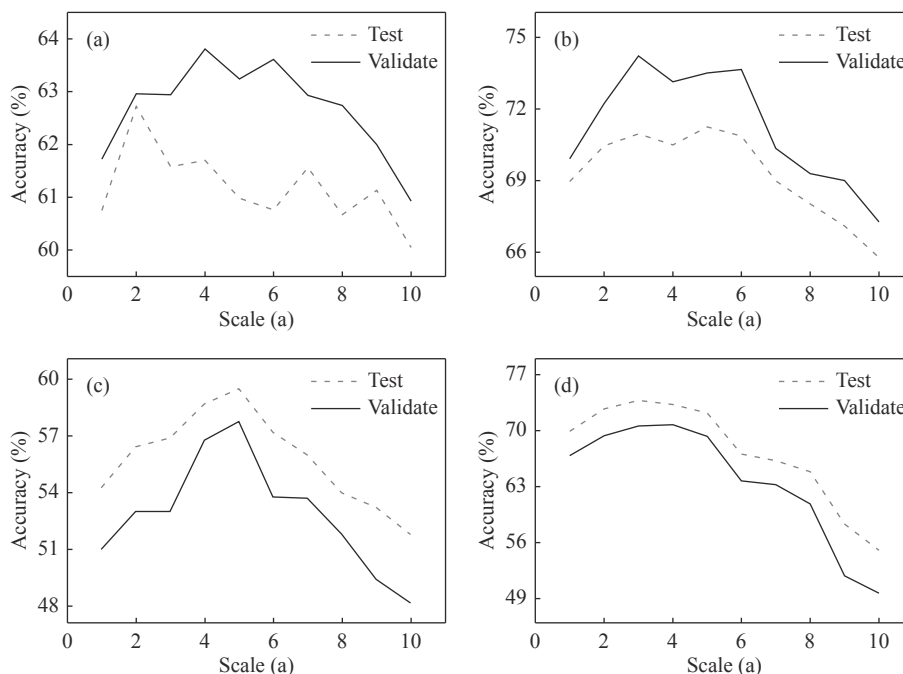 (a)
Test
Validate
Accuracy (%)
64
63
62
61
60
0
2
4
6
8
10
Scale (a)
(b)
Test
Validate
Accuracy (%)
75
72
69
66
0
2
4
6
8
10
Scale (a)
(c)
Test
Validate
Accuracy (%)
60
57
54
51
48
0
2
4
6
8
10
Scale (a)
(d)
Test
Validate
Accuracy (%)
77
70
63
56
49
0
2
4
6
8
10
Scale (a)